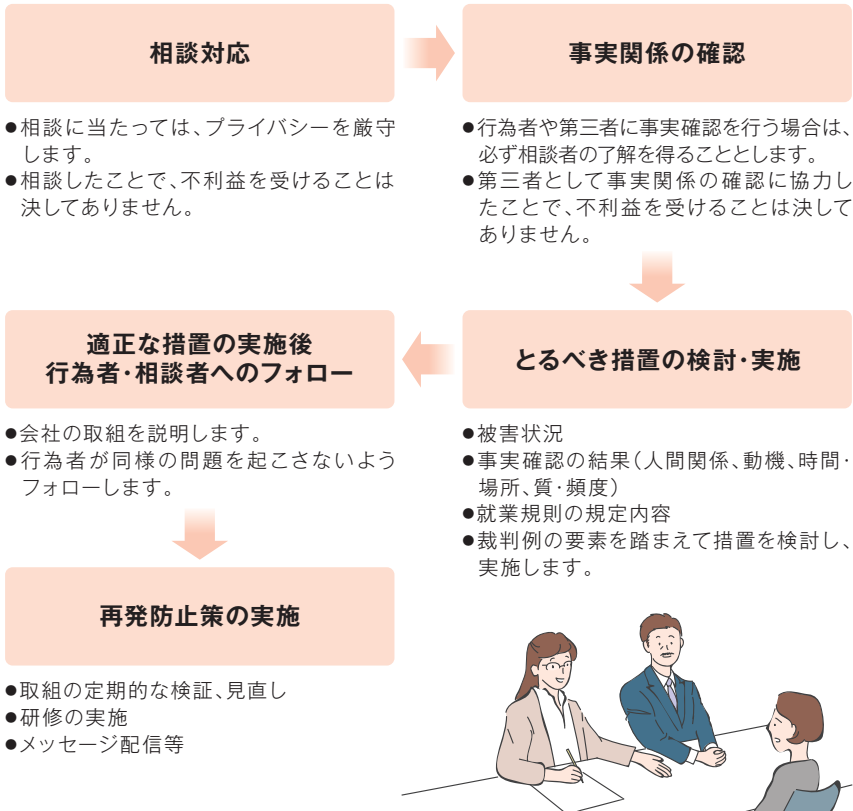 相談対応
●相談に当たっては、プライバシーを厳守
します。
●相談したことで、不利益を受けることは
決してありません。
事実関係の確認
●行為者や第三者に事実確認を行う場合は、
必ず相談者の了解を得ることとします。
●第三者として事実関係の確認に協力し
たことで、不利益を受けることは決して
ありません。
とるべき措置の検討・実施
●被害状況
●事実確認の結果(人間関係、動機、時間・
場所、質・頻度)
●就業規則の規定内容
●裁判例の要素を踏まえて措置を検討し、
実施します。
適正な措置の実施後
行為者・相談者へのフォロー
●会社の取組を説明します。
●行為者が同様の問題を起こさないよう
フォローします。
再発防止策の実施
●取組の定期的な検証、見直し
●研修の実施
●メッセージ配信等